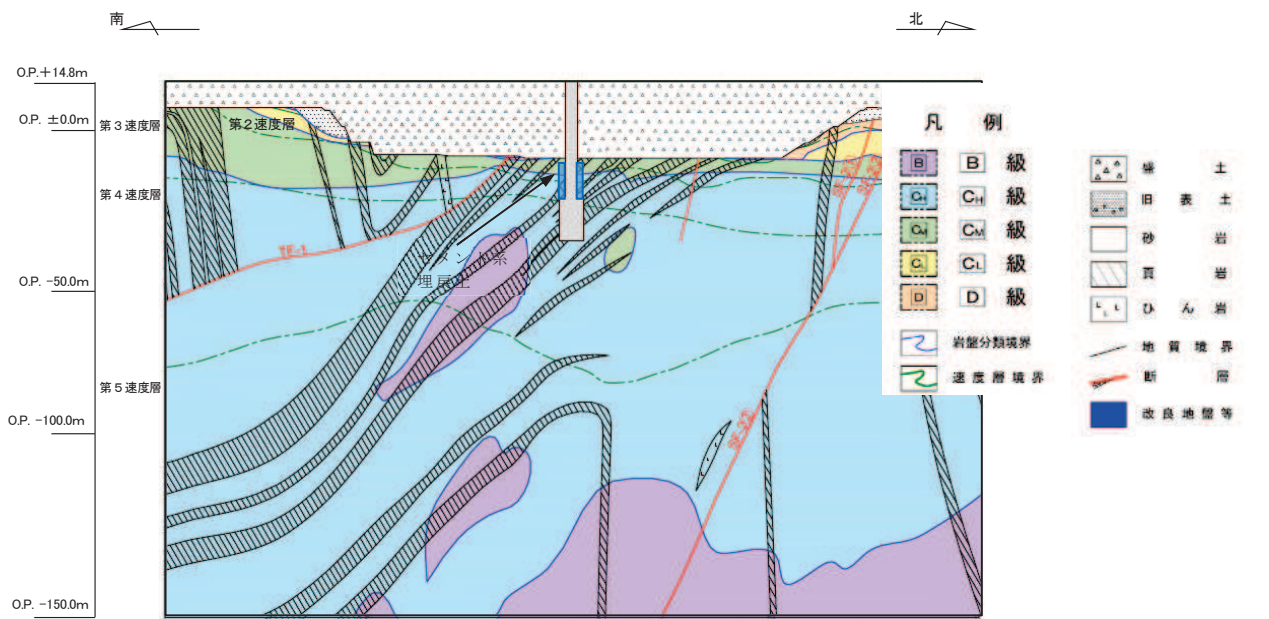 南
北
O.P.+14.8m
O.P. ±0.0m
O.P. -50.0m
O.P. -100.0m
O.P. -150.0m
第3速度層
第2速度層
第4速度層
第5速度層
TF-1
セメント系
埋戻土
凡 例
B B 級
CH CH 級
CM CM 級
CL CL 級
D D 級
岩盤分類境界
速度層境界
盛 土
旧 表 土
砂 岩
頁 岩
ひ ん 岩
地 質 境 界
断 層
改 良 地 盤 等